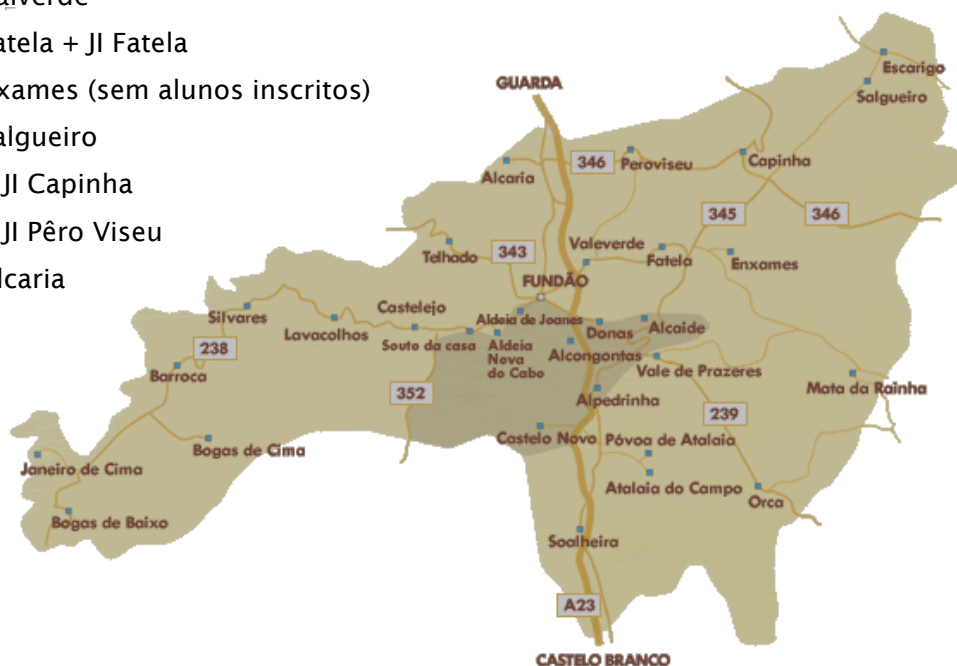 alverde
atela + JI Fatela
xames (sem alunos inscritos)
algueiro
JI Capinha
JI Pêro Viseu
lcaria
GUARDA
Escarigo
Salgueiro
Alcaria
346
Peroviseu
Capinha
345
346
Telhado
343
Valeverde
Fatela
Enxames
FUNDÃO
Silvares
Lavacolhos
Castelejo
Aldeia de Joanes
Donas
Alcaide
238
Souto da casa
Aldeia
Nova
do Cabo
Alcongontas
Barroca
Vale de Prazeres
Mata da Rainha
352
Alpedrinha
239
Janeiro de Cima
Bogas de Cima
Castelo Novo
Póvoa de Atalaia
Atalaia do Campo
Orca
Bogas de Baixo
Soalheira
A23
CASTELO BRANCO